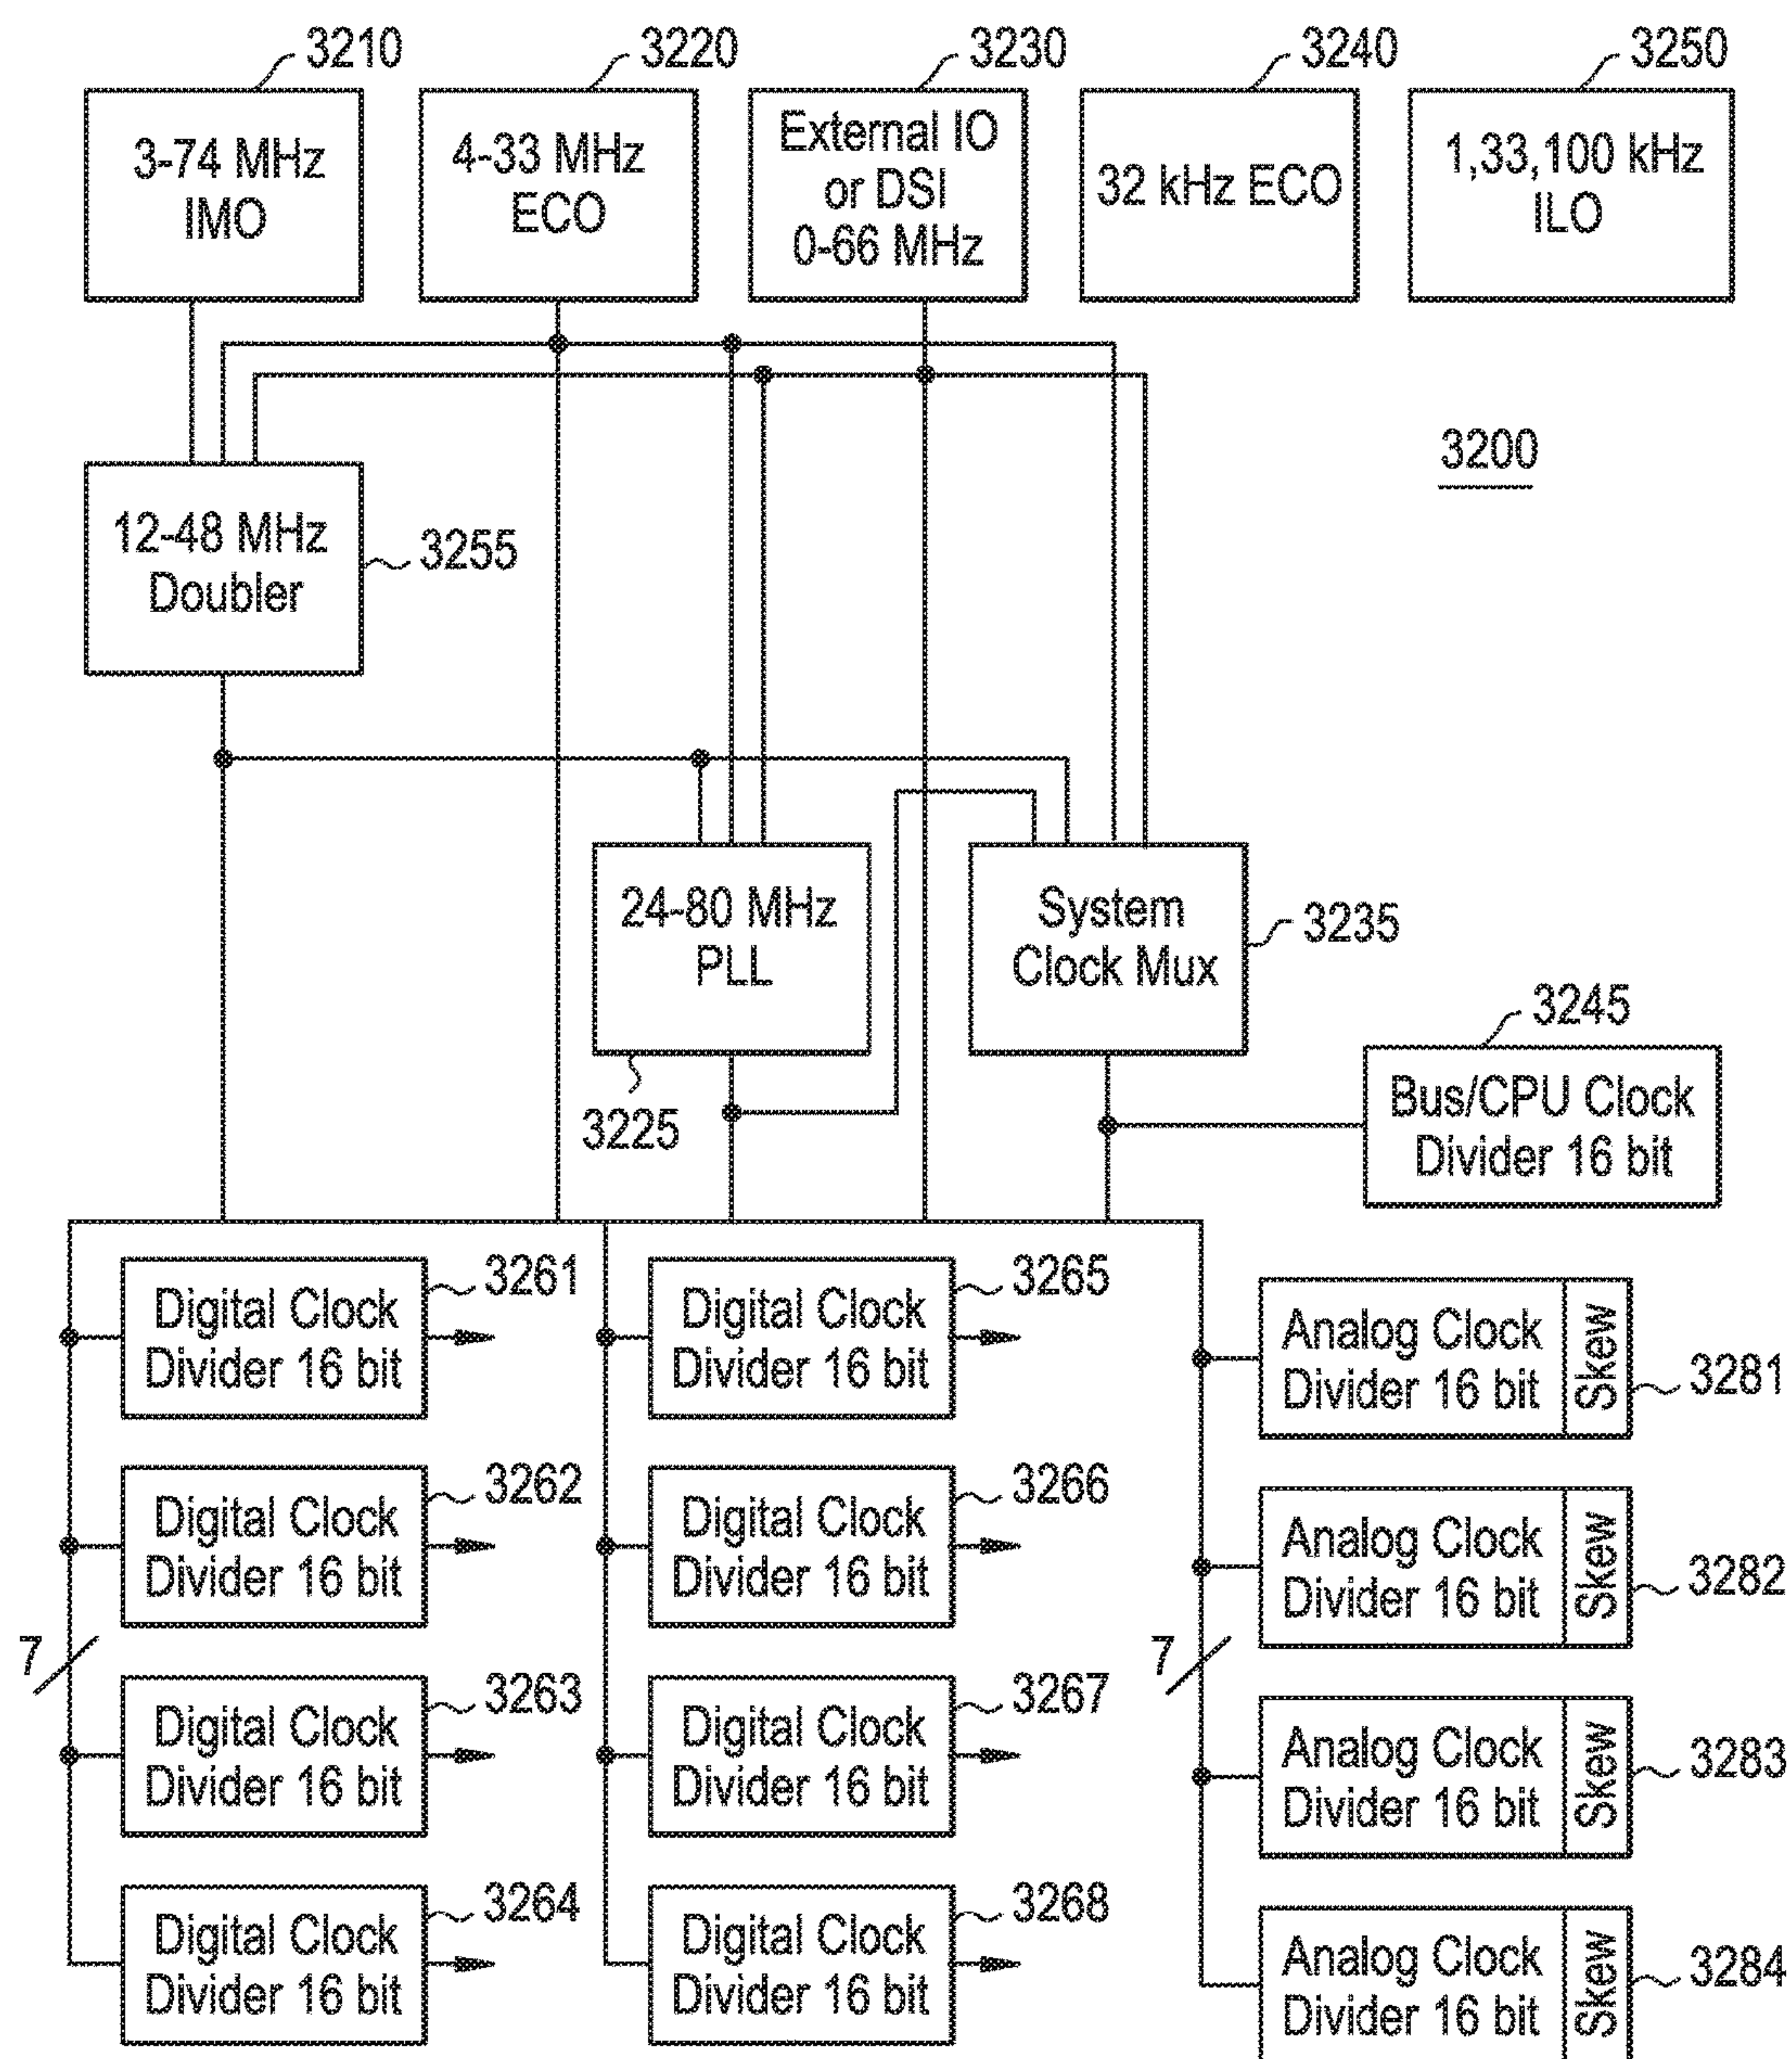 3210
3220
3230
3240
3250
3-74 MHz
IMO
4-33 MHz
ECO
External IO
or DSI
0-66 MHz
32 kHz ECO
1,33,100 kHz
ILO
3200
12-48 MHz
Doubler
3255
24-80 MHz
PLL
3225
System
Clock Mux
3235
3245
Bus/CPU Clock
Divider 16 bit
Digital Clock
Divider 16 bit
3261
Digital Clock
Divider 16 bit
3265
Analog Clock
Divider 16 bit
Skew
3281
Digital Clock
Divider 16 bit
3262
Digital Clock
Divider 16 bit
3266
Analog Clock
Divider 16 bit
Skew
3282
7
7
Digital Clock
Divider 16 bit
3263
Digital Clock
Divider 16 bit
3267
Analog Clock
Divider 16 bit
Skew
3283
Digital Clock
Divider 16 bit
3264
Digital Clock
Divider 16 bit
3268
Analog Clock
Divider 16 bit
Skew
3284